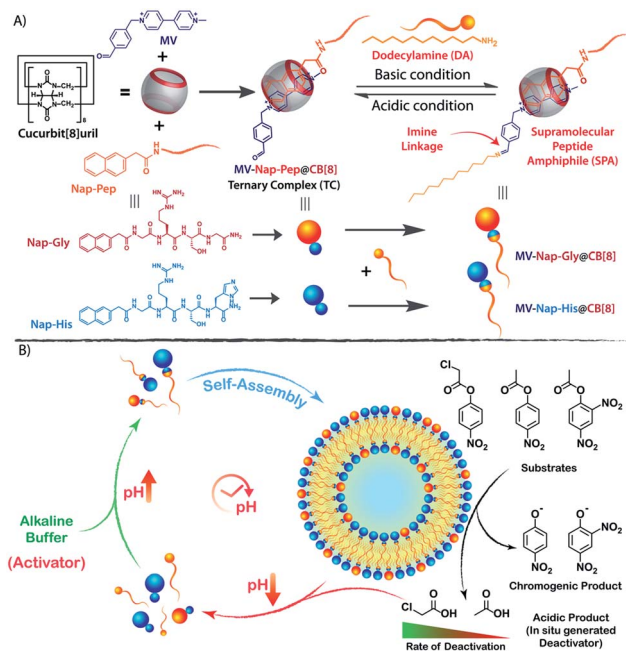 A)
MV
+
Cucurbit[8]uril
=
+
Nap-Pep
MV-Nap-Pep@CB[8]
Ternary Complex (TC)
Dodecylamine (DA)
NH2
Basic condition
Acidic condition
Imine
Linkage
Supramolecular
Peptide
Amphiphile (SPA)
Nap-Gly
Nap-His
+
MV-Nap-Gly@CB[8]
MV-Nap-His@CB[8]
B)
Self-Assembly
pH
pH
Alkaline
Buffer
(Activator)
pH
Substrates
Chromogenic Product
Acidic Product
(In situ generated
Deactivator)
Rate of Deactivation